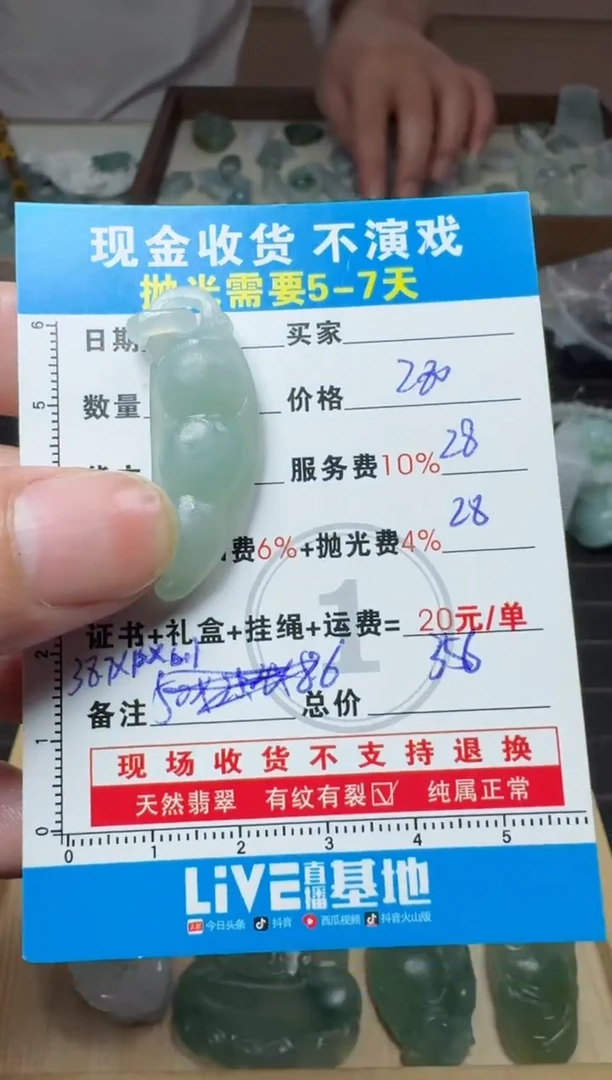 现金收货 不演戏
抛光需要5-7天
日期 买家
数量 价格 280
服务费10% 28
费6%+抛光费4% 28
证书+礼盒+挂绳+运费= 20元/单
备注 总价 356
现场收货不支持退换
天然翡翠 有纹有裂☑ 纯属正常
LiVE直播基地
今日头条 抖音 西瓜视频 抖音火山版